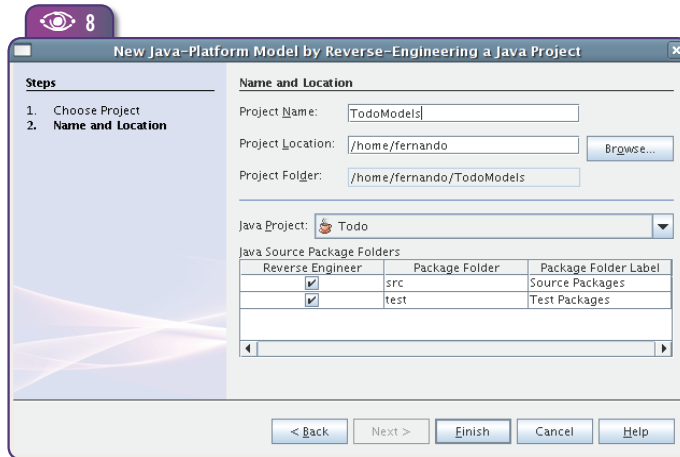 8
New Java-Platform Model by Reverse-Engineering a Java Project
Steps
1. Choose Project
2. Name and Location
Name and Location
Project Name: TodoModels
Project Location: /home/fernando Browse...
Project Folder: /home/fernando/TodoModels
Java Project: Todo
Java Source Package Folders
Reverse Engineer Package Folder Package Folder Label
src Source Packages
test Test Packages
< Back Next > Finish Cancel Help